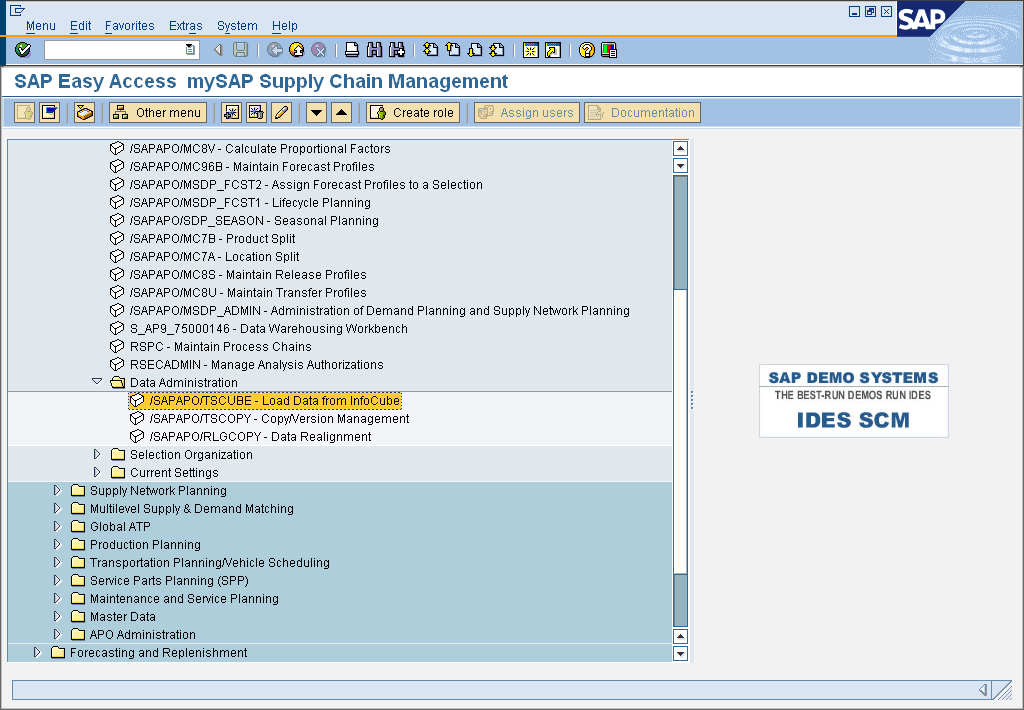 Menu Edit Favorites Extras System Help
SAP
SAP Easy Access mySAP Supply Chain Management
Other menu Create role Assign users Documentation
/SAPAPO/MC8V - Calculate Proportional Factors
/SAPAPO/MC96B - Maintain Forecast Profiles
/SAPAPO/MSDP_FCST2 - Assign Forecast Profiles to a Selection
/SAPAPO/MSDP_FCST1 - Lifecycle Planning
/SAPAPO/SDP_SEASON - Seasonal Planning
/SAPAPO/MC7B - Product Split
/SAPAPO/MC7A - Location Split
/SAPAPO/MC8S - Maintain Release Profiles
/SAPAPO/MC8U - Maintain Transfer Profiles
/SAPAPO/MSDP_ADMIN - Administration of Demand Planning and Supply Network Planning
S_AP9_75000146 - Data Warehousing Workbench
RSPC - Maintain Process Chains
RSECADMIN - Manage Analysis Authorizations
Data Administration
/SAPAPO/TSCUBE - Load Data from InfoCube
/SAPAPO/TSCOPY - Copy/Version Management
/SAPAPO/RLGCOPY - Data Realignment
Selection Organization
Current Settings
Supply Network Planning
Multilevel Supply & Demand Matching
Global ATP
Production Planning
Transportation Planning/Vehicle Scheduling
Service Parts Planning (SPP)
Maintenance and Service Planning
Master Data
APO Administration
Forecasting and Replenishment
SAP DEMO SYSTEMS
THE BEST-RUN DEMOS RUN IDES
IDES SCM